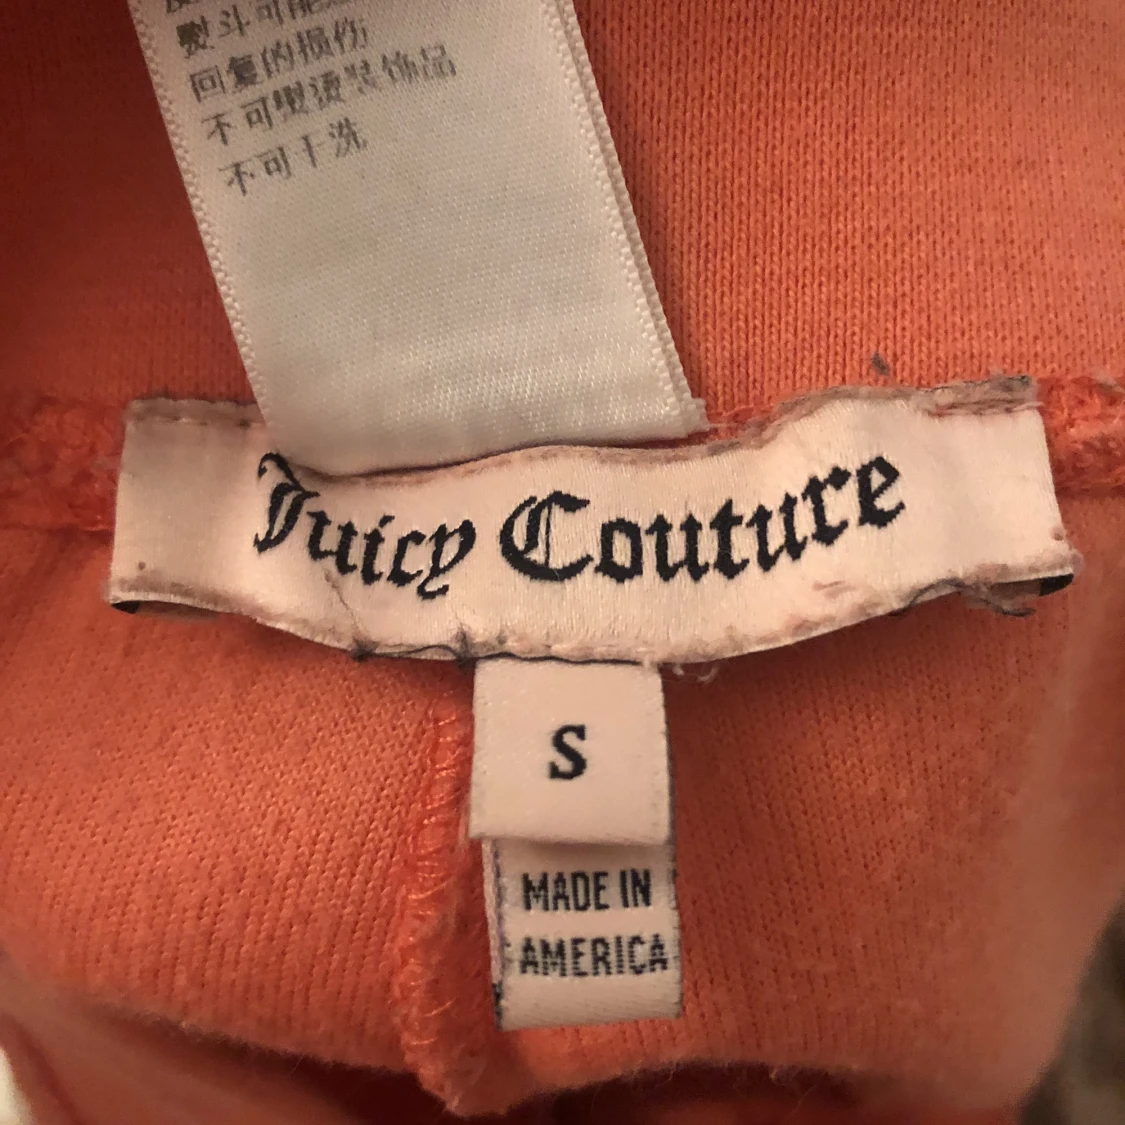 熨斗可能
回复的损伤
不可熨烫装饰品
不可干洗
Juicy Couture
S
MADE IN
AMERICA